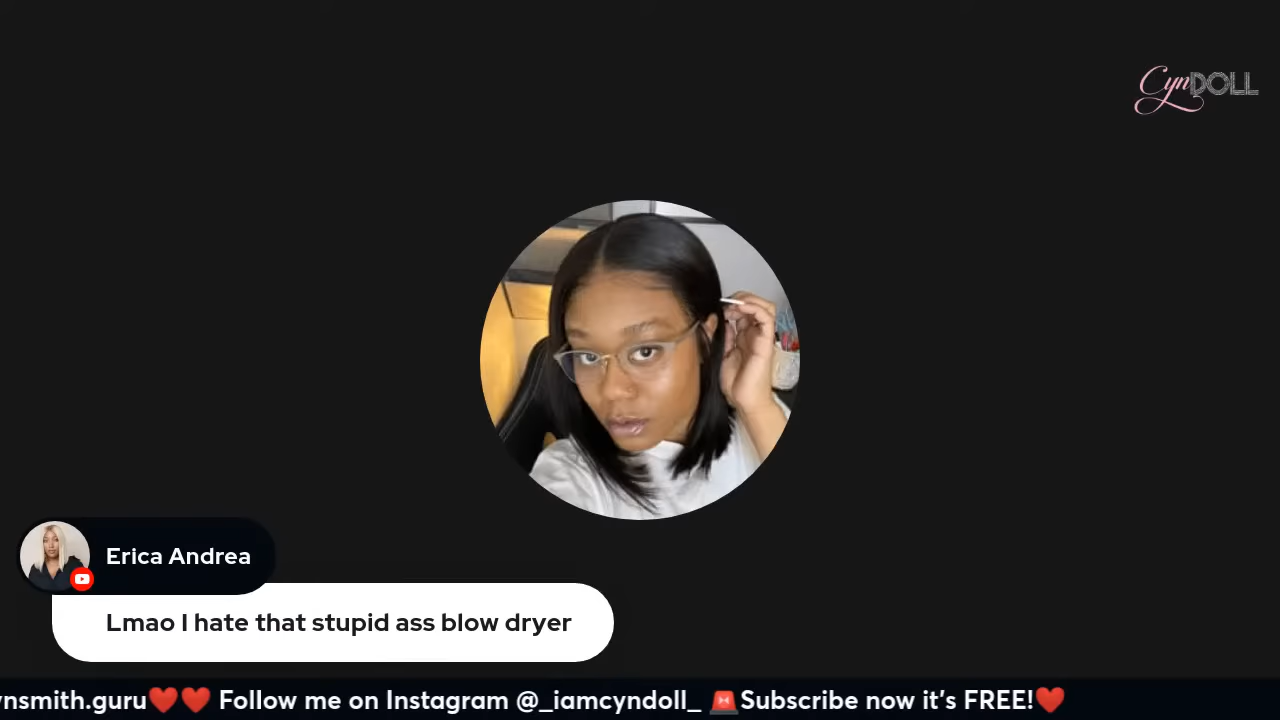 CynDOLL
Erica Andrea
Lmao I hate that stupid ass blow dryer
ynsmith.guru❤️❤️ Follow me on Instagram @_iamcyndoll_ 🚨Subscribe now it's FREE!❤️